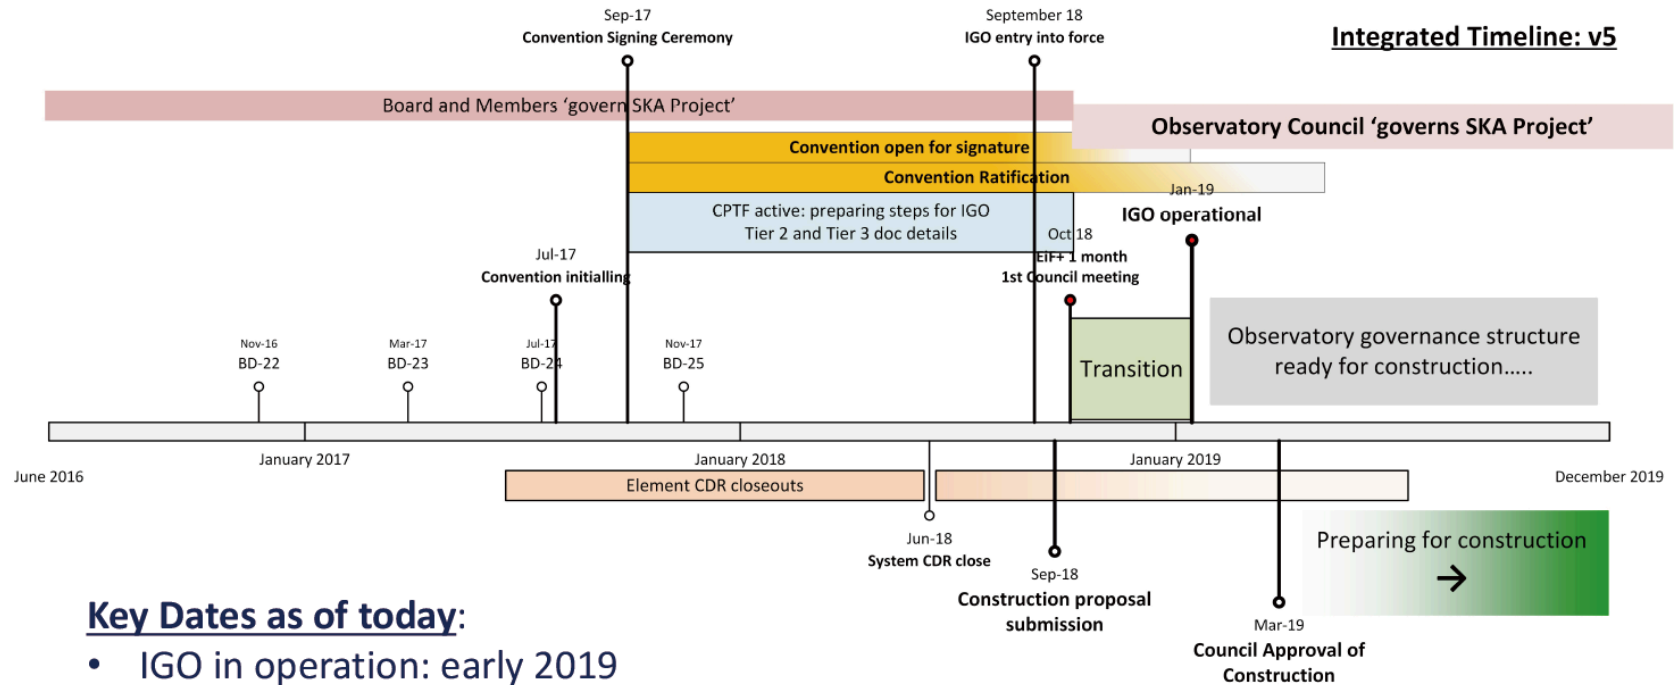 Sep-17
Convention Signing Ceremony
September 18
IGO entry into force
Integrated Timeline: v5
Board and Members ‘govern SKA Project’
Observatory Council ‘governs SKA Project’
Convention open for signature
Convention Ratification
Jan-19
IGO operational
CPTF active: preparing steps for IGO
Tier 2 and Tier 3 doc details
Oct 18
EiF+ 1 month
1st Council meeting
Jul-17
Convention initialling
Nov-16
BD-22
Mar-17
BD-23
Jul-17
BD-24
Nov-17
BD-25
Transition
Observatory governance structure
ready for construction.....
January 2017
January 2018
January 2019
June 2016
December 2019
Element CDR closeouts
Jun-18
System CDR close
Sep-18
Construction proposal
submission
Preparing for construction
→
Mar-19
Council Approval of
Construction
Key Dates as of today:
• IGO in operation: early 2019